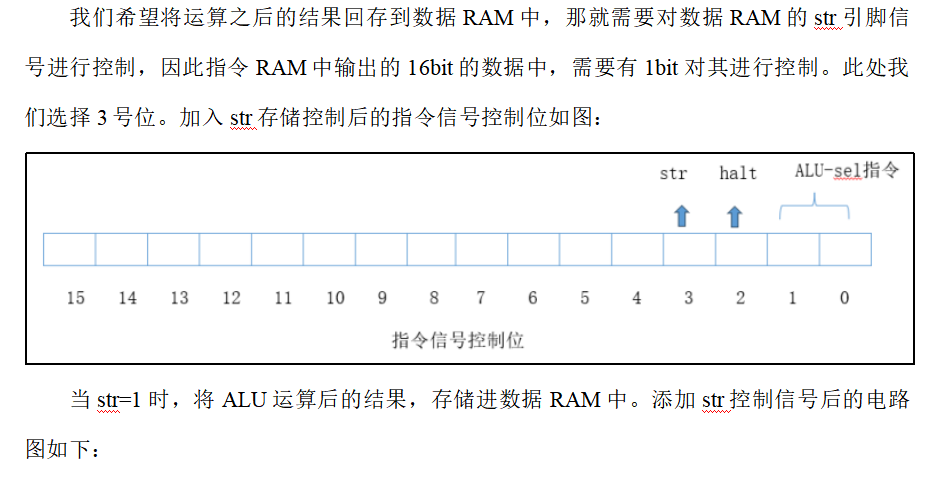 我们希望将运算之后的结果回存到数据 RAM 中，那就需要对数据 RAM 的 str 引脚信
号进行控制，因此指令 RAM 中输出的 16bit 的数据中，需要有 1bit 对其进行控制。此处我
们选择 3 号位。加入 str 存储控制后的指令信号控制位如图：
str halt ALU-sel指令
15 14 13 12 11 10 9 8 7 6 5 4 3 2 1 0
指令信号控制位
当 str=1 时，将 ALU 运算后的结果，存储进数据 RAM 中。添加 str 控制信号后的电路
图如下：